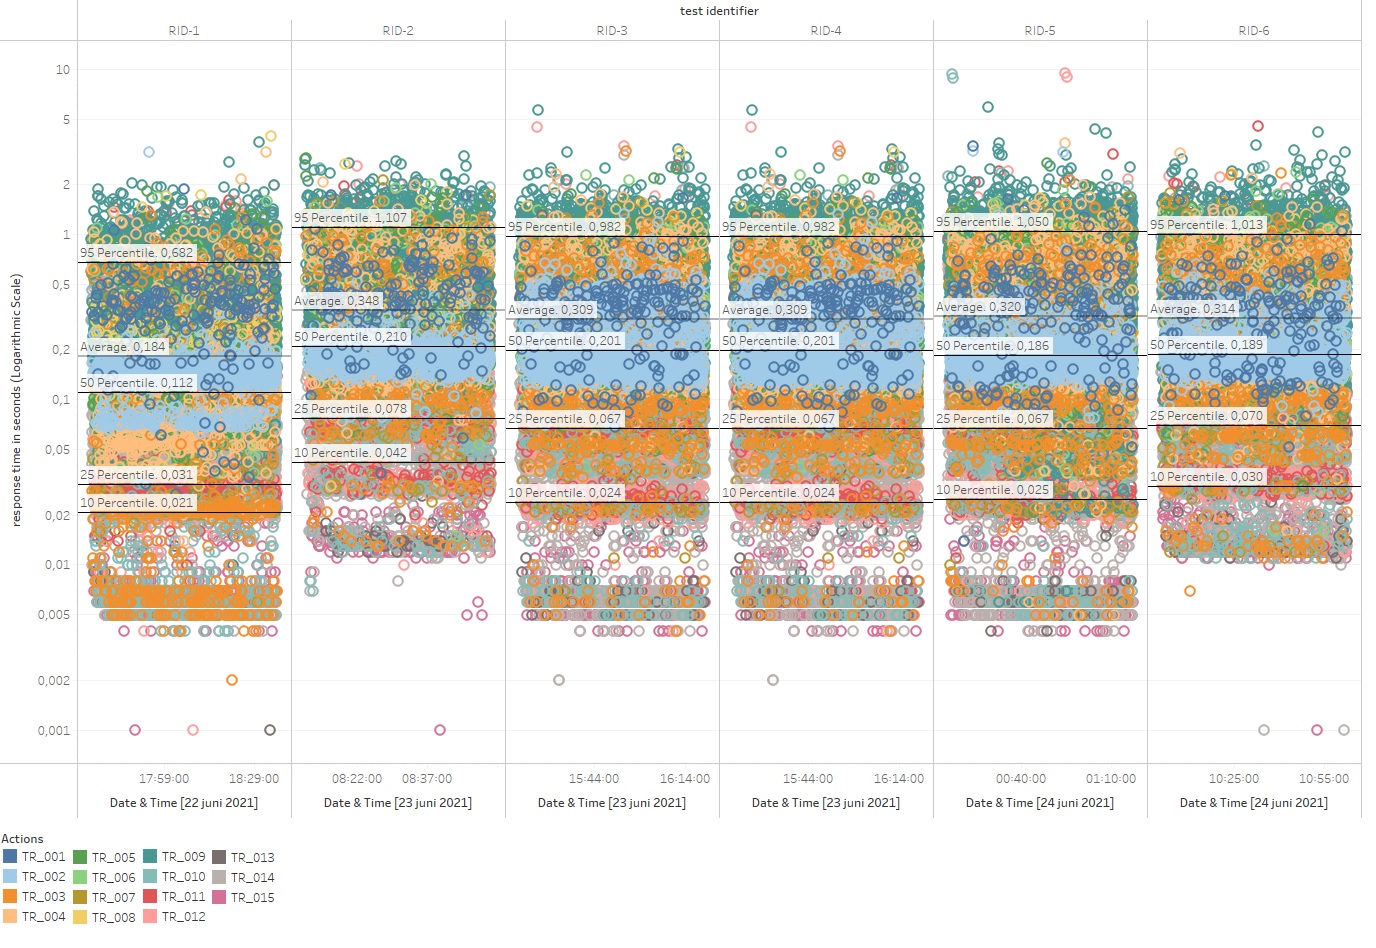 test identifier
RID-1 RID-2 RID-3 RID-4 RID-5 RID-6
response time in seconds (Logarithmic Scale)
10
5
2
1
0,5
0,2
0,1
0,05
0,02
0,01
0,005
0,002
0,001
95 Percentile. 0,682
Average. 0,184
50 Percentile. 0,112
25 Percentile. 0,031
10 Percentile. 0,021
95 Percentile. 1,107
Average. 0,348
50 Percentile. 0,210
25 Percentile. 0,078
10 Percentile. 0,042
95 Percentile. 0,982
Average. 0,309
50 Percentile. 0,201
25 Percentile. 0,067
10 Percentile. 0,024
95 Percentile. 0,982
Average. 0,309
50 Percentile. 0,201
25 Percentile. 0,067
10 Percentile. 0,024
95 Percentile. 1,050
Average. 0,320
50 Percentile. 0,186
25 Percentile. 0,067
10 Percentile. 0,025
95 Percentile. 1,013
Average. 0,314
50 Percentile. 0,189
25 Percentile. 0,070
10 Percentile. 0,030
17:59:00 18:29:00 08:22:00 08:37:00 15:44:00 16:14:00 15:44:00 16:14:00 00:40:00 01:10:00 10:25:00 10:55:00
Date & Time [22 juni 2021] Date & Time [23 juni 2021] Date & Time [23 juni 2021] Date & Time [23 juni 2021] Date & Time [24 juni 2021] Date & Time [24 juni 2021]
Actions
TR_001 TR_005 TR_009 TR_013
TR_002 TR_006 TR_010 TR_014
TR_003 TR_007 TR_011 TR_015
TR_004 TR_008 TR_012